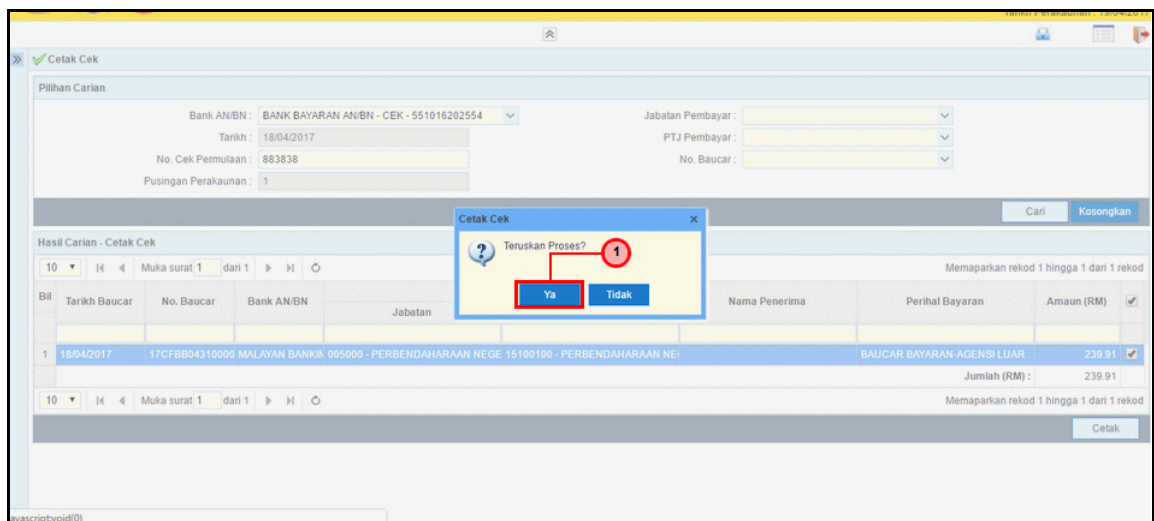 Tarikh Perakaunan : 19/04/2017
Cetak Cek
Pilihan Carian
Bank AN/BN : BANK BAYARAN AN/BN - CEK - 551016202554 Jabatan Pembayar :
Tarikh : 18/04/2017 PTJ Pembayar :
No. Cek Permulaan : 883838 No. Baucar :
Pusingan Perakaunan : 1
Cari Kosongkan
Cetak Cek x
Teruskan Proses? 1
Ya Tidak
Hasil Carian - Cetak Cek
10 Muka surat 1 dari 1 Memaparkan rekod 1 hingga 1 dari 1 rekod
Bil Tarikh Baucar No. Baucar Bank AN/BN Jabatan Nama Penerima Perihal Bayaran Amaun (RM)
1 18/04/2017 17CFBB04310000 MALAYAN BANKIN 005000 - PERBENDAHARAAN NEGE 15100100 - PERBENDAHARAAN NE BAUCAR BAYARAN-AGENSI LUAR 239.91
Jumlah (RM) : 239.91
10 Muka surat 1 dari 1 Memaparkan rekod 1 hingga 1 dari 1 rekod
Cetak
avascript:void(0)